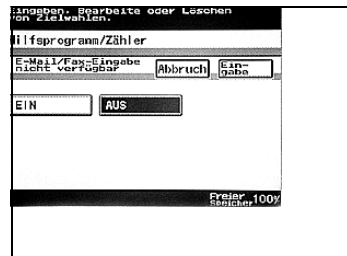 Eingeben. Bearbeite oder Löschen
von Zielwahlen.
ilfsprogramm/Zähler
E-Mail/Fax-Eingabe
nicht verfügbar
Abbruch
Ein-
gabe
EIN
AUS
Freier
Speicher 100%